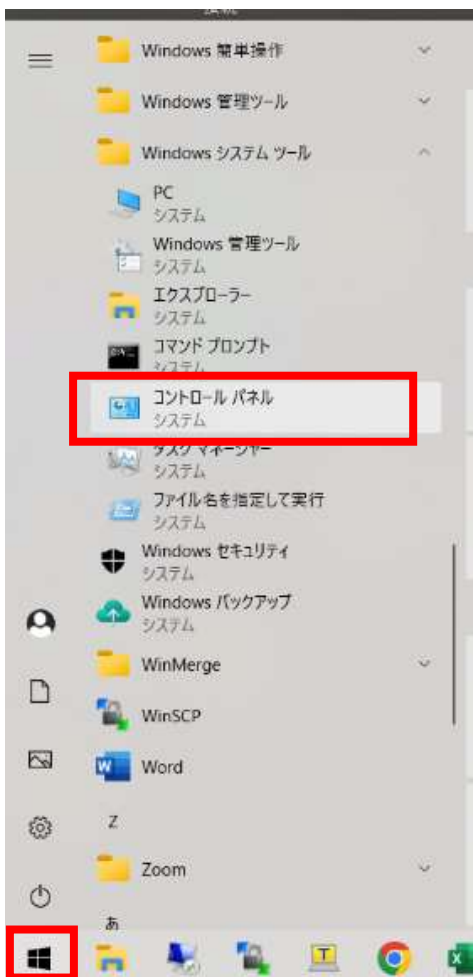 Windows 簡単操作
Windows 管理ツール
Windows システム ツール
PC
システム
Windows 管理ツール
システム
エクスプローラー
システム
コマンド プロンプト
システム
コントロール パネル
システム
タスク マネージャー
システム
ファイル名を指定して実行
システム
Windows セキュリティ
システム
Windows バックアップ
システム
WinMerge
WinSCP
Word
Z
Zoom
あ